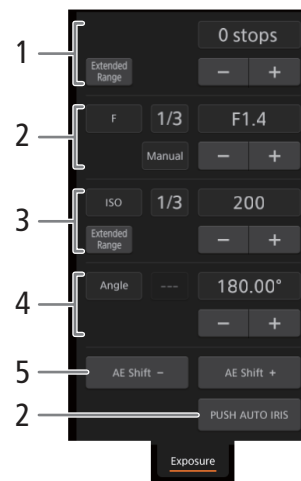 0 stops
1
Extended
Range
− +
F 1/3 F1.4
2
Manual − +
ISO 1/3 200
3
Extended
Range
− +
Angle --- 180.00°
4
− +
5 AE Shift − AE Shift +
2 PUSH AUTO IRIS
Exposure